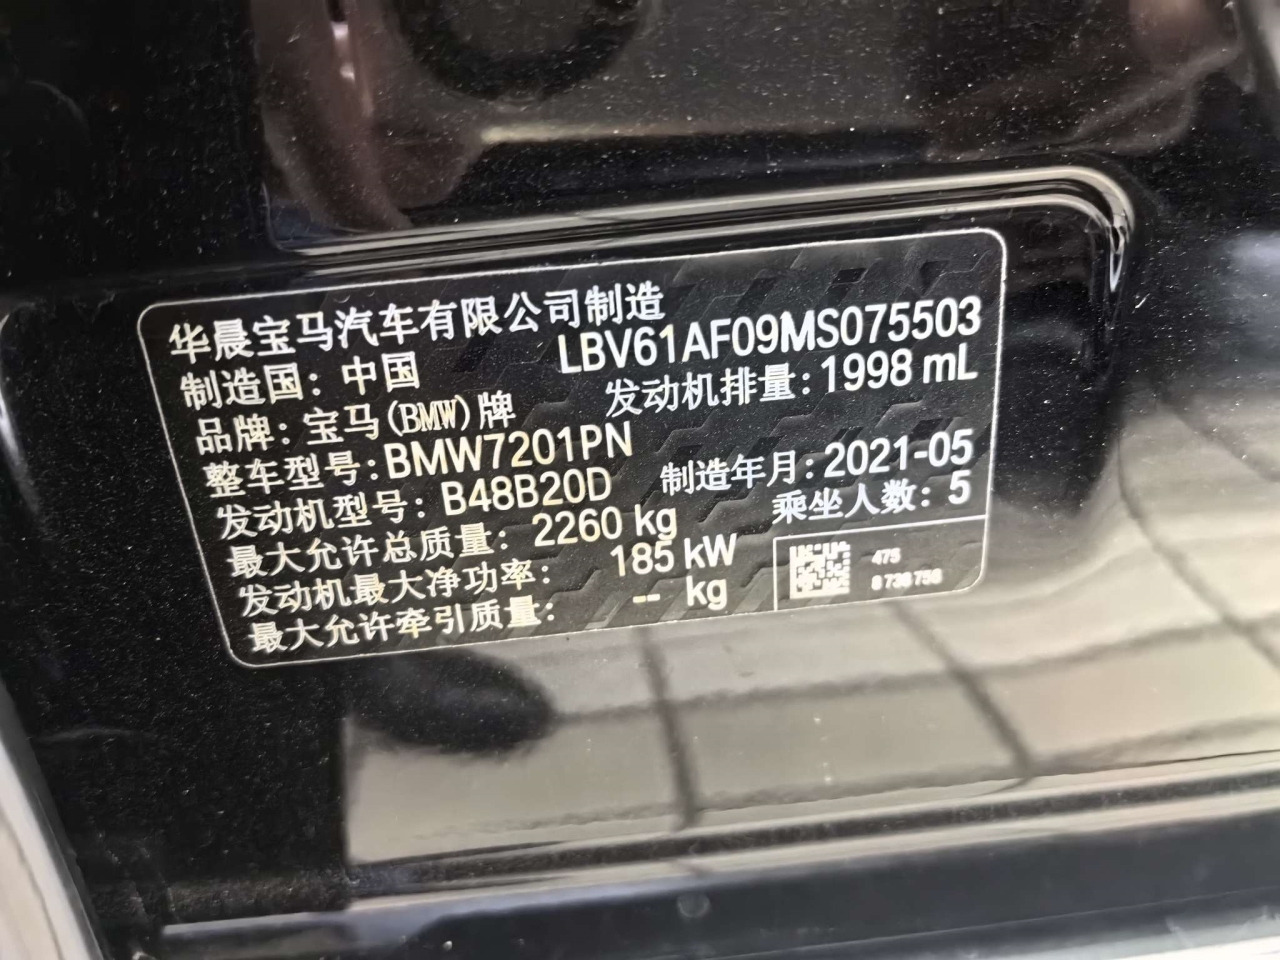 华晨宝马汽车有限公司制造
LBV61AF09MS075503
制造国：中国
发动机排量：1998 mL
品牌：宝马(BMW)牌
整车型号：BMW7201PN
制造年月：2021-05
发动机型号：B48B20D
乘坐人数：5
最大允许总质量：2260 kg
发动机最大净功率：185 kW
最大允许牵引质量：-- kg
475
8 738 758